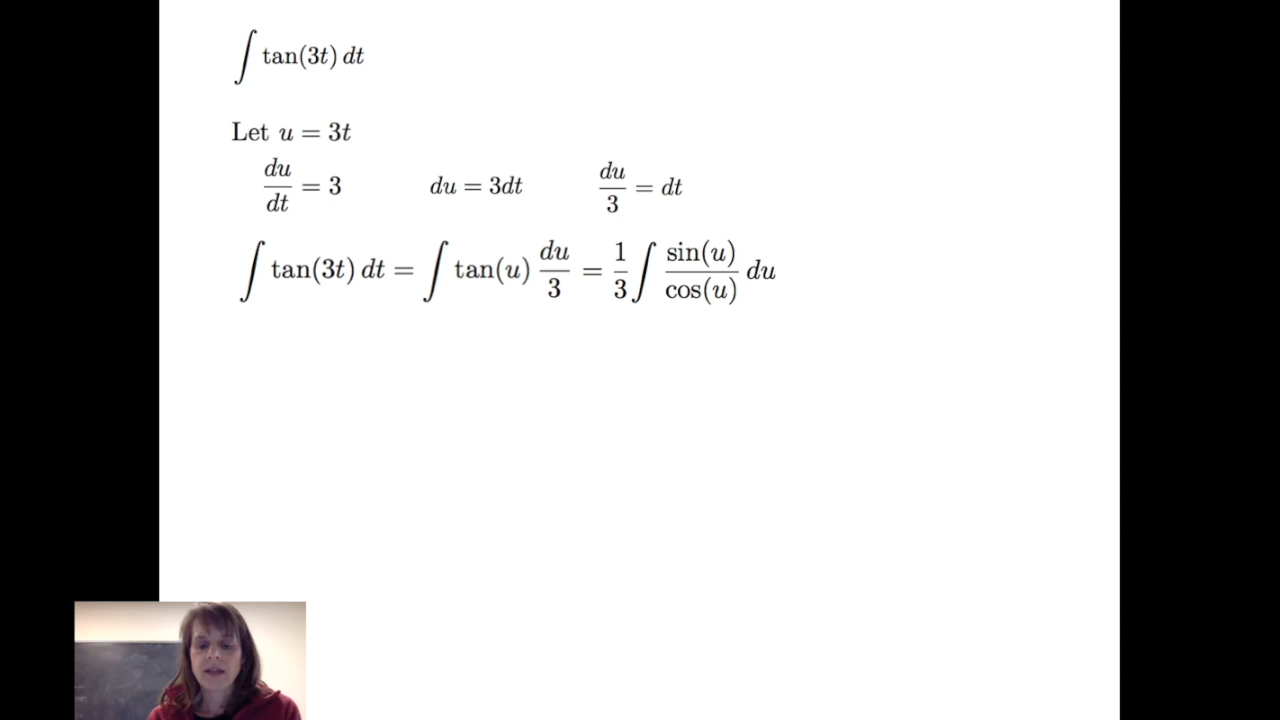 ∫ tan(3t) dt
Let u = 3t
du/dt = 3 du = 3dt du/3 = dt
∫ tan(3t) dt = ∫ tan(u) du/3 = 1/3 ∫ sin(u)/cos(u) du